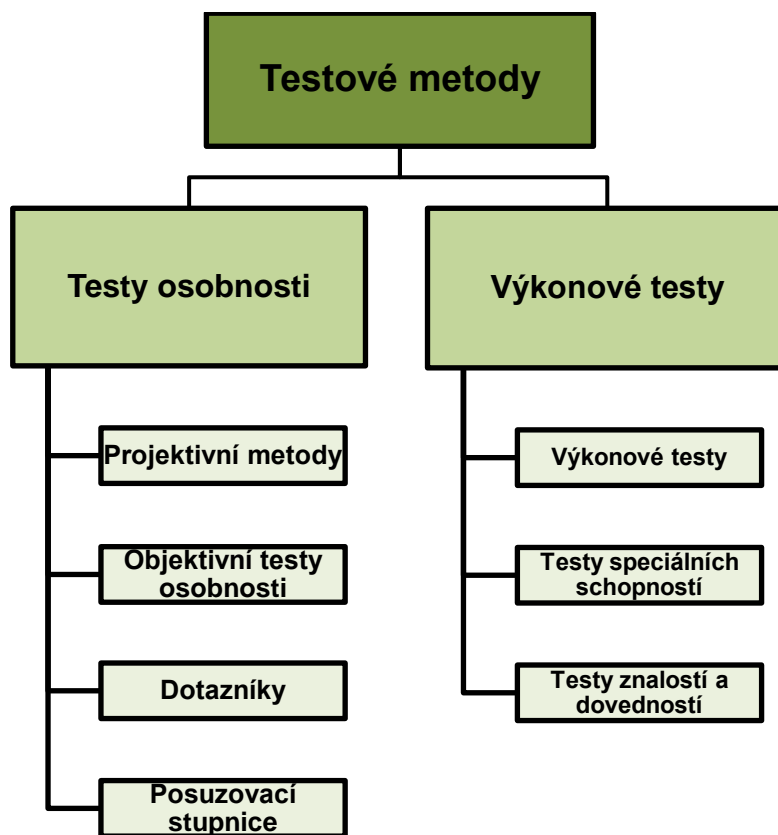 Testové metody
Testy osobnosti
Výkonové testy
Projektivní metody
Výkonové testy
Objektivní testy
osobnosti
Testy speciálních
schopností
Dotazníky
Testy znalostí a
dovedností
Posuzovací
stupnice